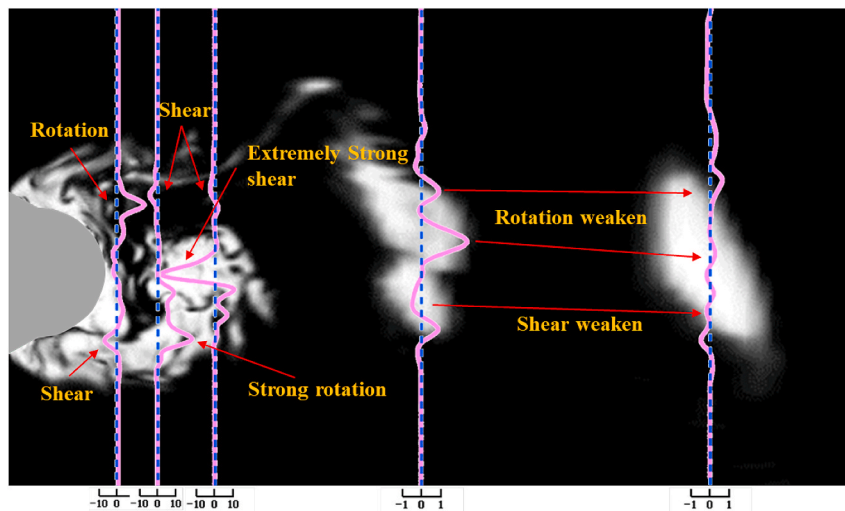 Shear
Rotation
Extremely Strong
shear
Rotation weaken
Shear weaken
Shear
Strong rotation
-10 0 -10 0 10 -10 0 10
-1 0 1
-1 0 1